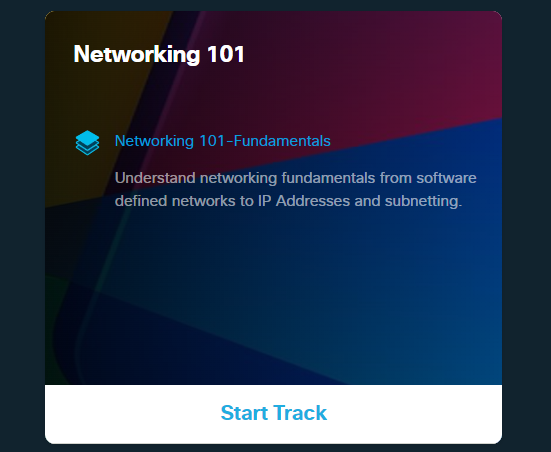 Networking 101
Networking 101–Fundamentals
Understand networking fundamentals from software
defined networks to IP Addresses and subnetting.
Start Track